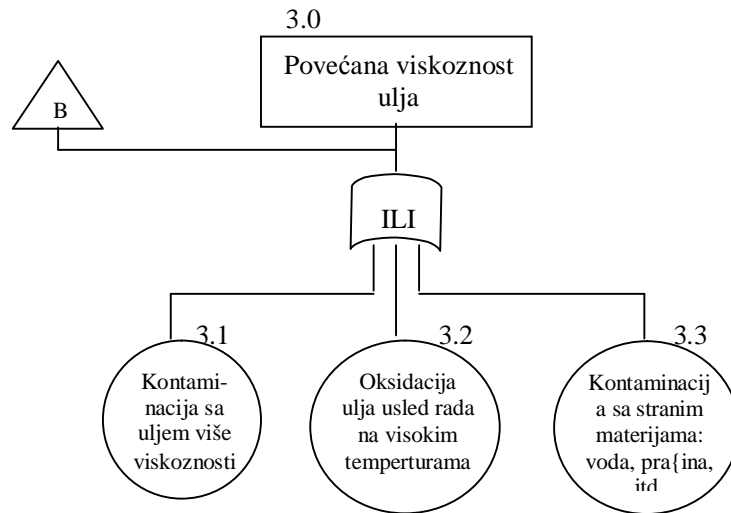 3.0
Povećana viskoznost
ulja
B
ILI
3.1
Kontami-
nacija sa
uljem više
viskoznosti
3.2
Oksidacija
ulja usled rada
na visokim
temperturama
3.3
Kontaminacij
a sa stranim
materijama:
voda, pra{ina,
itd